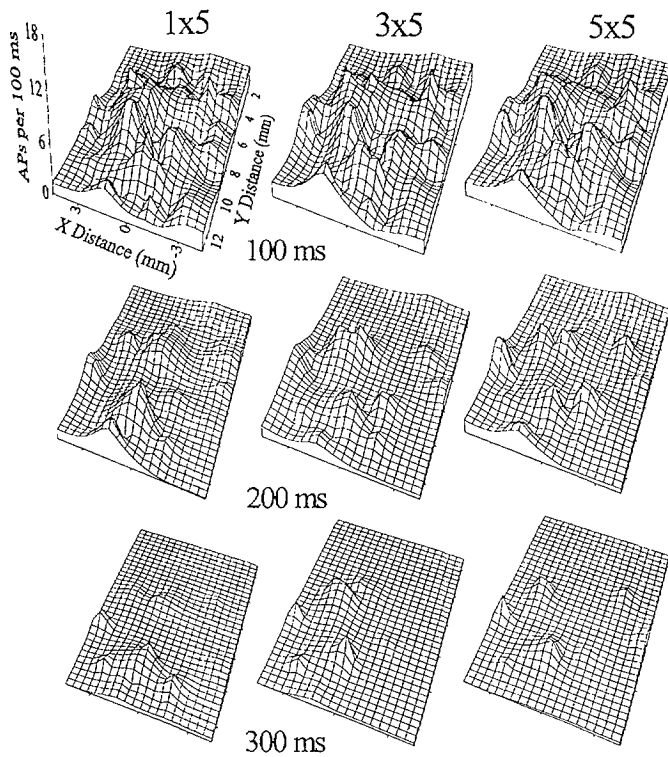 1x5 3x5 5x5
18
12
6
0
APs per 100 ms
3 0 -3
X Distance (mm)
2 4 6 8 10 12
Y Distance (mm)
100 ms
200 ms
300 ms